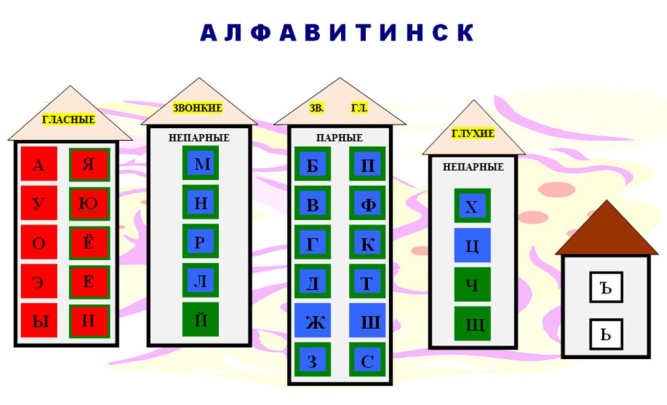 АЛФАВИТИНСК
ГЛАСНЫЕ
А Я
У Ю
О Ё
Э Е
Ы И
ЗВОНКИЕ
НЕПАРНЫЕ
М
Н
Р
Л
Й
ЗВ. ГЛ.
ПАРНЫЕ
Б П
В Ф
Г К
Д Т
Ж Ш
З С
ГЛУХИЕ
НЕПАРНЫЕ
Х
Ц
Ч
Щ
Ъ
Ь